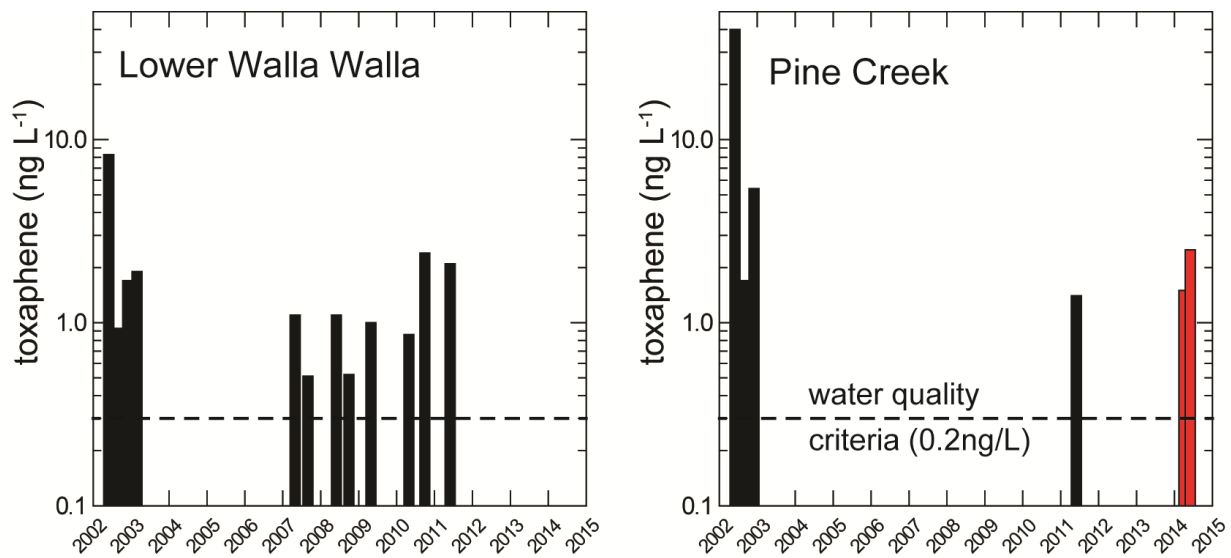 Lower Walla Walla
toxaphene (ng L⁻¹)
10.0
1.0
0.1
2002 2003 2004 2005 2006 2007 2008 2009 2010 2011 2012 2013 2014 2015
Pine Creek
toxaphene (ng L⁻¹)
10.0
1.0
water quality
criteria (0.2ng/L)
0.1
2002 2003 2004 2005 2006 2007 2008 2009 2010 2011 2012 2013 2014 2015